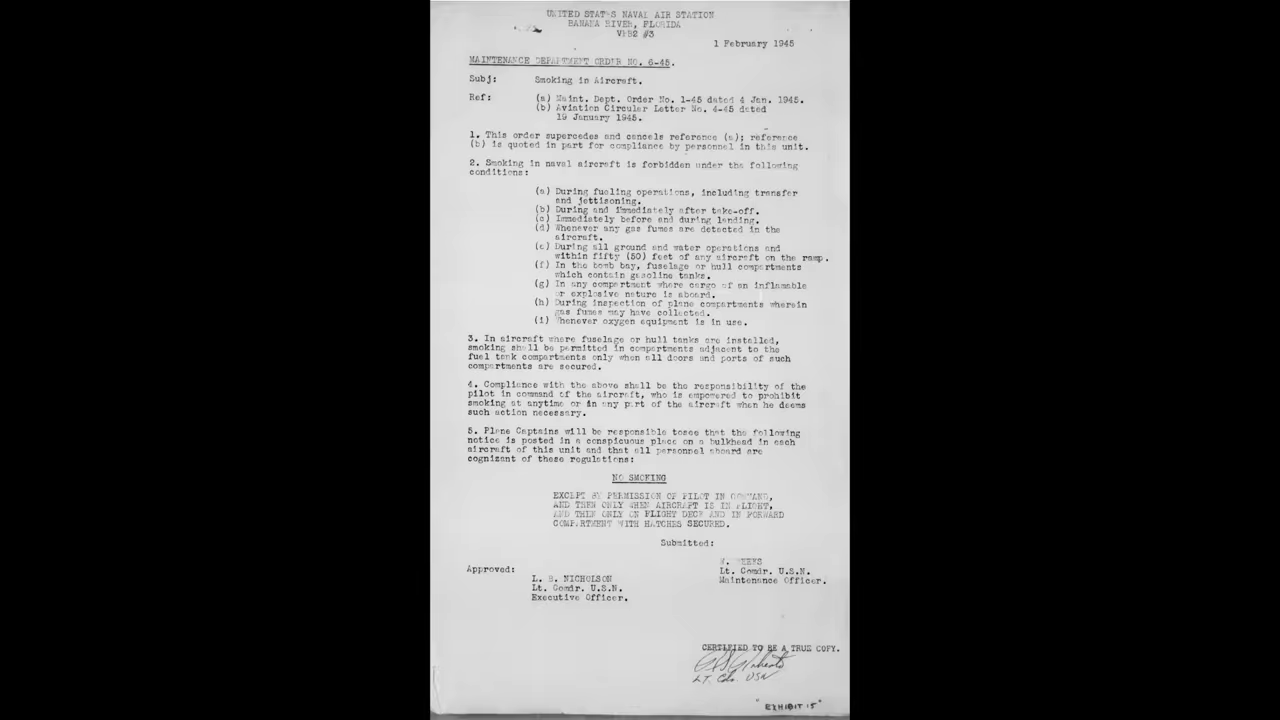 UNITED STATES NAVAL AIR STATION
BANANA RIVER, FLORIDA
VPB2 #3
1 February 1945
MAINTENANCE DEPARTMENT ORDER NO. 6-45.
Subj: Smoking in Aircraft.
Ref: (a) Maint. Dept. Order No. 1-45 dated 4 Jan. 1945.
(b) Aviation Circular Letter No. 4-45 dated
19 January 1945.
1. This order supercedes and cancels reference (a); reference
(b) is quoted in part for compliance by personnel in this unit.
2. Smoking in naval aircraft is forbidden under the following
conditions:
(a) During fueling operations, including transfer
and jettisoning.
(b) During and immediately after take-off.
(c) Immediately before and during landing.
(d) Whenever any gas fumes are detected in the
aircraft.
(e) During all ground and water operations and
within fifty (50) feet of any aircraft on the ramp.
(f) In the bomb bay, fuselage or hull compartments
which contain gasoline tanks.
(g) In any compartment where cargo of an inflamable
or explosive nature is aboard.
(h) During inspection of plane compartments wherein
gas fumes may have collected.
(i) Whenever oxygen equipment is in use.
3. In aircraft where fuselage or hull tanks are installed,
smoking shall be permitted in compartments adjacent to the
fuel tank compartments only when all doors and ports of such
compartments are secured.
4. Compliance with the above shall be the responsibility of the
pilot in command of the aircraft, who is empowered to prohibit
smoking at anytime or in any part of the aircraft when he deems
such action necessary.
5. Plane Captains will be responsible tosee that the following
notice is posted in a conspicuous place on a bulkhead in each
aircraft of this unit and that all personnel aboard are
cognizant of these regulations:
NO SMOKING
EXCEPT BY PERMISSION OF PILOT IN COMMAND,
AND THEN ONLY WHEN AIRCRAFT IS IN FLIGHT,
AND THEN ONLY ON FLIGHT DECK AND IN FORWARD
COMPARTMENT WITH HATCHES SECURED.
Submitted:
Lt. Comdr. U.S.N.
Maintenance Officer.
Approved:
L. B. NICHOLSON
Lt. Comdr. U.S.N.
Executive Officer.
CERTIFIED TO BE A TRUE COPY.
LT. Cdr. USN
"EXHIBIT 15"